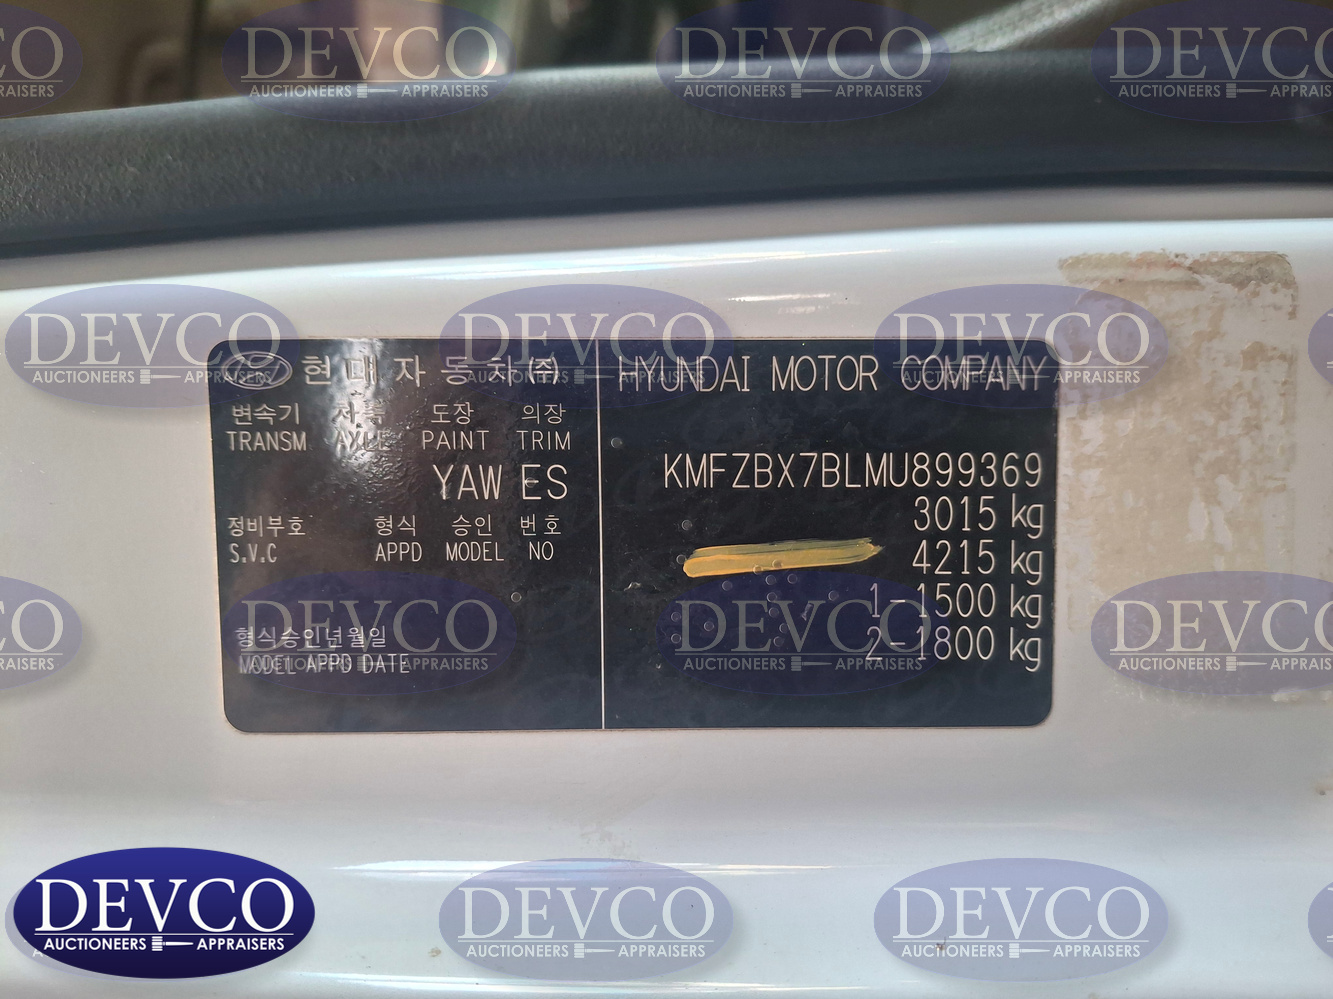 현대자동차(주)
변속기 차축 도장 의장
TRANSM AXLE PAINT TRIM
YAW ES
정비부호 형식 승인 번호
S.V.C APPD MODEL NO
형식승인년월일
MODEL APPD DATE
HYUNDAI MOTOR COMPANY
KMFZBX7BLMU899369
3015 kg
4215 kg
1-1500 kg
2-1800 kg
DEVCO
AUCTIONEERS APPRAISERS